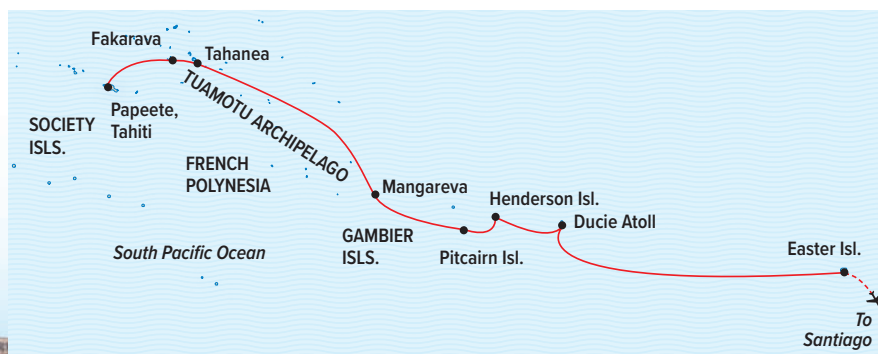 Fakarava
Tahanea
Papeete,
Tahiti
SOCIETY
ISLS.
TUAMOTU ARCHIPELAGO
FRENCH
POLYNESIA
Mangareva
Henderson Isl.
Ducie Atoll
GAMBIER
ISLS.
Pitcairn Isl.
South Pacific Ocean
Easter Isl.
To
Santiago